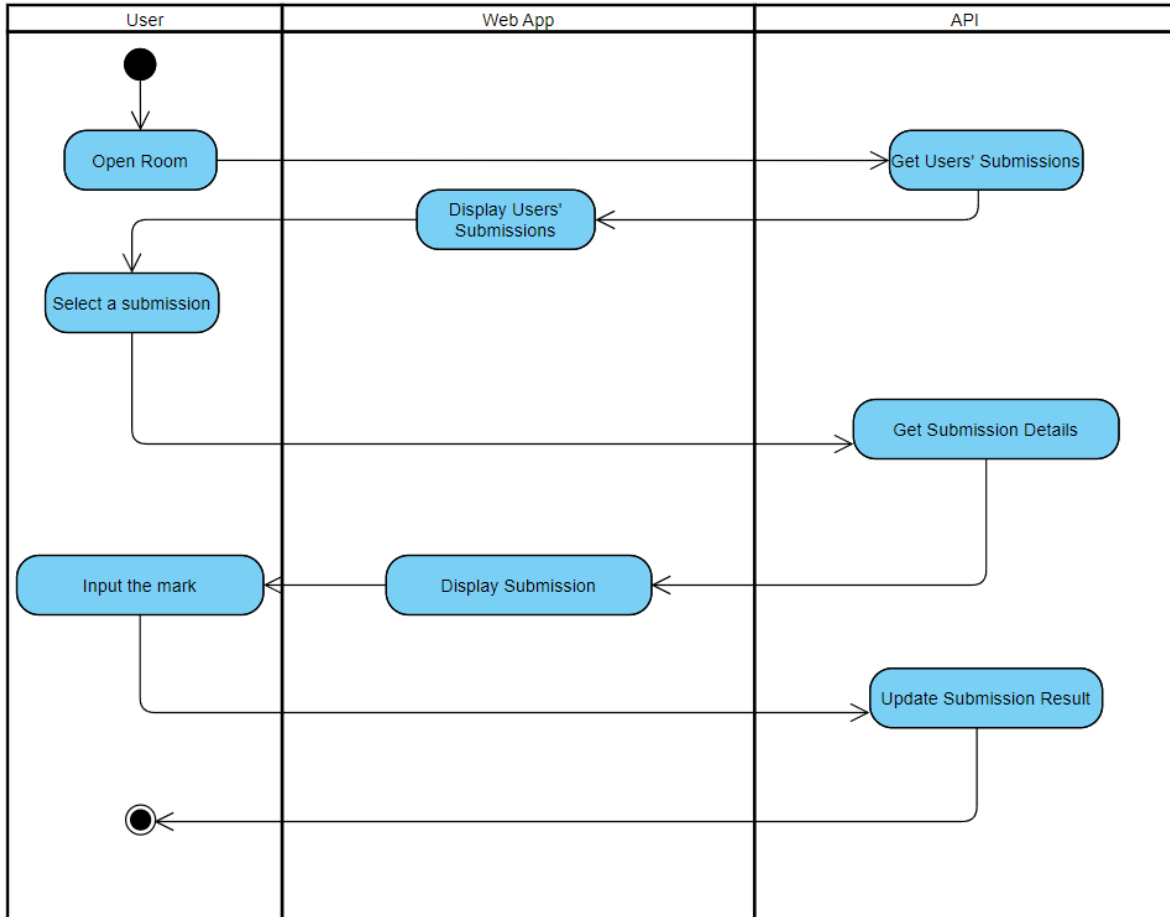 User
Web App
API
Open Room
Get Users' Submissions
Display Users'
Submissions
Select a submission
Get Submission Details
Input the mark
Display Submission
Update Submission Result